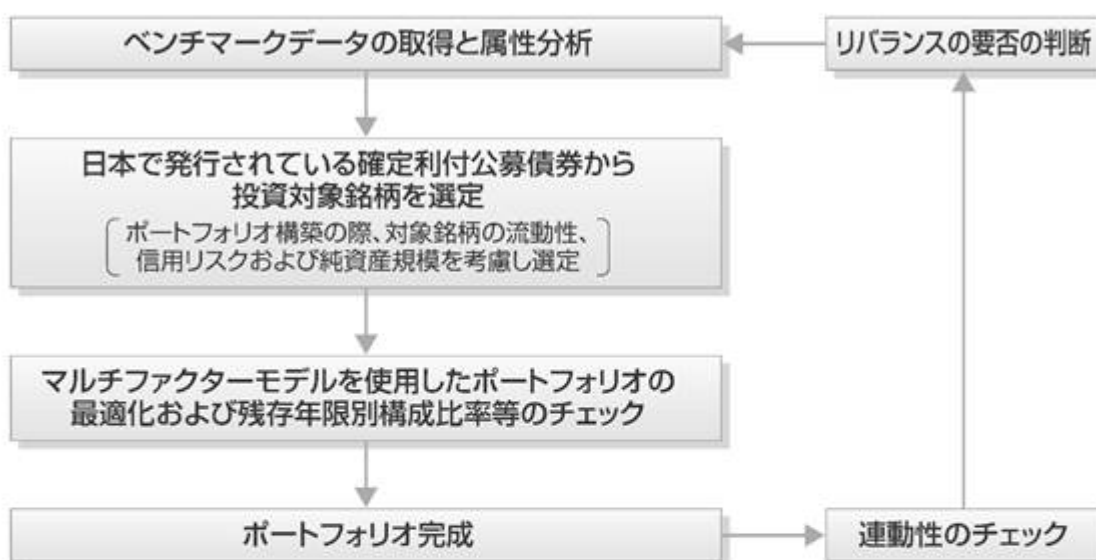 ベンチマークデータの取得と属性分析
リバランスの要否の判断
日本で発行されている確定利付公募債券から
投資対象銘柄を選定
ポートフォリオ構築の際、対象銘柄の流動性、
信用リスクおよび純資産規模を考慮し選定
マルチファクターモデルを使用したポートフォリオの
最適化および残存年限別構成比率等のチェック
ポートフォリオ完成
連動性のチェック